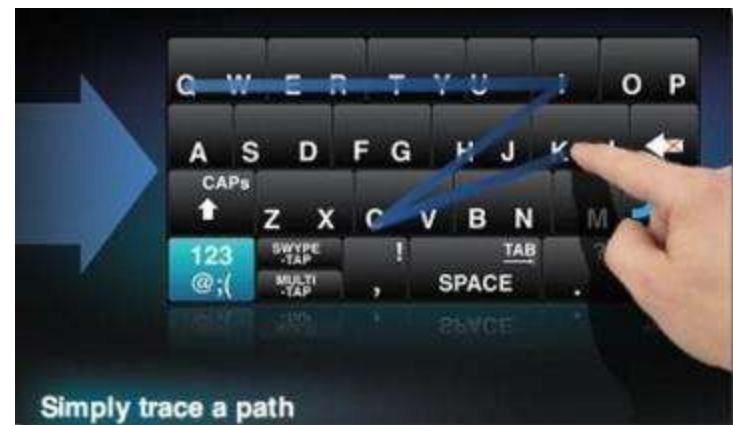 Q W E R T Y U I O P
A S D F G H J K
CAPs
Z X C V B N M
123 SWYPE ! TAB ?
-TAP
@;( MULTI , SPACE .
-TAP
Simply trace a path